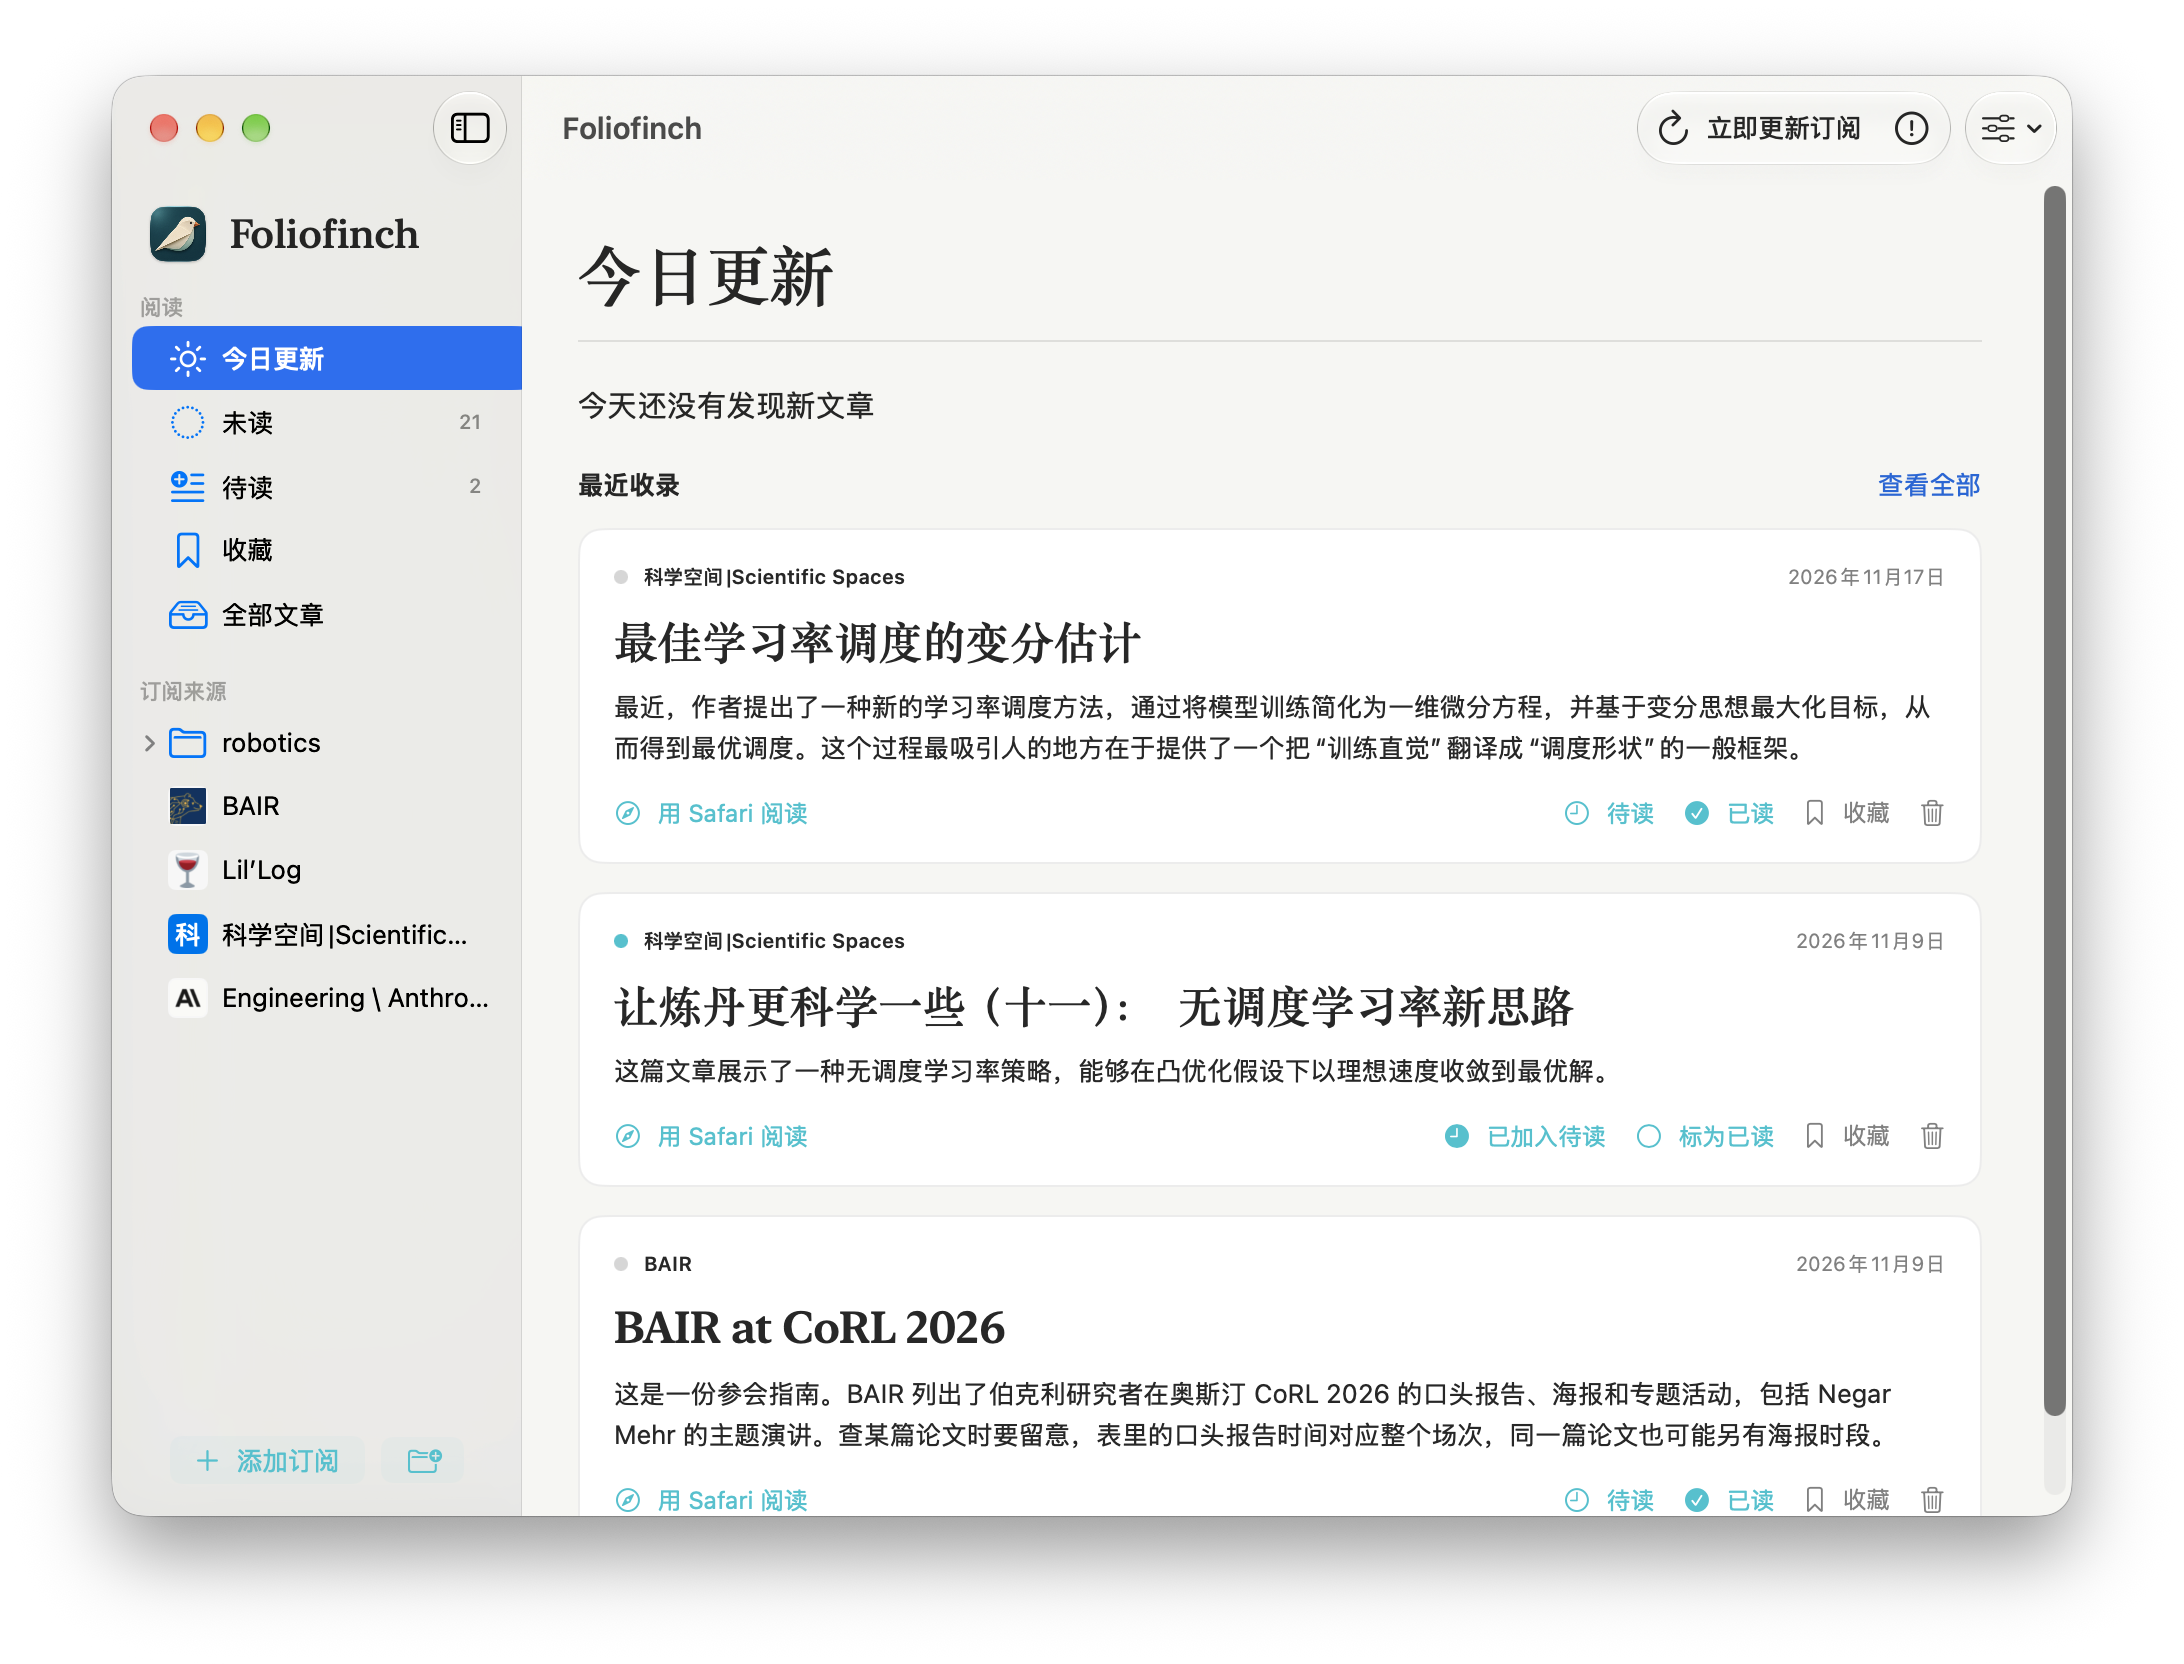 Foliofinch
立即更新订阅
Foliofinch
阅读
今日更新
未读 21
待读 2
收藏
全部文章
订阅来源
robotics
BAIR
Lil'Log
科 科学空间|Scientific...
Engineering \ Anthro...
添加订阅
今日更新
今天还没有发现新文章
最近收录 查看全部
科学空间|Scientific Spaces 2026年11月17日
最佳学习率调度的变分估计
最近，作者提出了一种新的学习率调度方法，通过将模型训练简化为一维微分方程，并基于变分思想最大化目标，从
而得到最优调度。这个过程最吸引人的地方在于提供了一个把“训练直觉”翻译成“调度形状”的一般框架。
用 Safari 阅读 待读 已读 收藏
科学空间|Scientific Spaces 2026年11月9日
让炼丹更科学一些（十一）： 无调度学习率新思路
这篇文章展示了一种无调度学习率策略，能够在凸优化假设下以理想速度收敛到最优解。
用 Safari 阅读 已加入待读 标为已读 收藏
BAIR 2026年11月9日
BAIR at CoRL 2026
这是一份参会指南。BAIR 列出了伯克利研究者在奥斯汀 CoRL 2026 的口头报告、海报和专题活动，包括 Negar
Mehr 的主题演讲。查某篇论文时要留意，表里的口头报告时间对应整个场次，同一篇论文也可能另有海报时段。
用 Safari 阅读 待读 已读 收藏